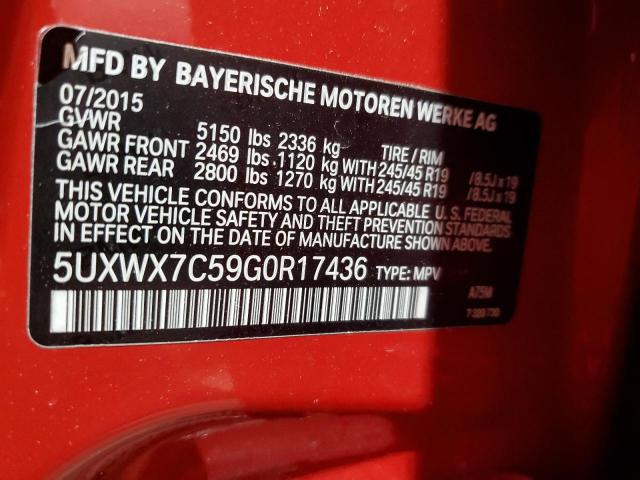 MFD BY BAYERISCHE MOTOREN WERKE AG
07/2015
GVWR 5150 lbs 2336 kg TIRE / RIM
GAWR FRONT 2469 lbs 1120 kg WITH 245/45 R19 / 8.5J x 19
GAWR REAR 2800 lbs 1270 kg WITH 245/45 R19 / 8.5J x 19
THIS VEHICLE CONFORMS TO ALL APPLICABLE U.S. FEDERAL
MOTOR VEHICLE SAFETY AND THEFT PREVENTION STANDARDS
IN EFFECT ON THE DATE OF MANUFACTURE SHOWN ABOVE.
5UXWX7C59G0R17436 TYPE: MPV
A75M